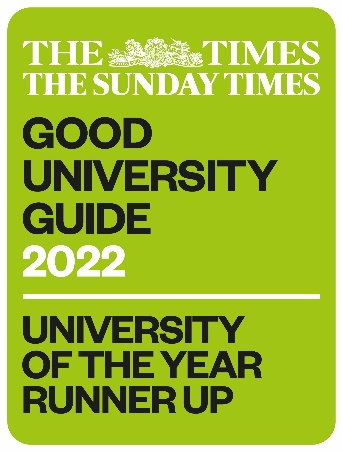 THE TIMES
THE SUNDAY TIMES
GOOD
UNIVERSITY
GUIDE
2022
UNIVERSITY
OF THE YEAR
RUNNER UP